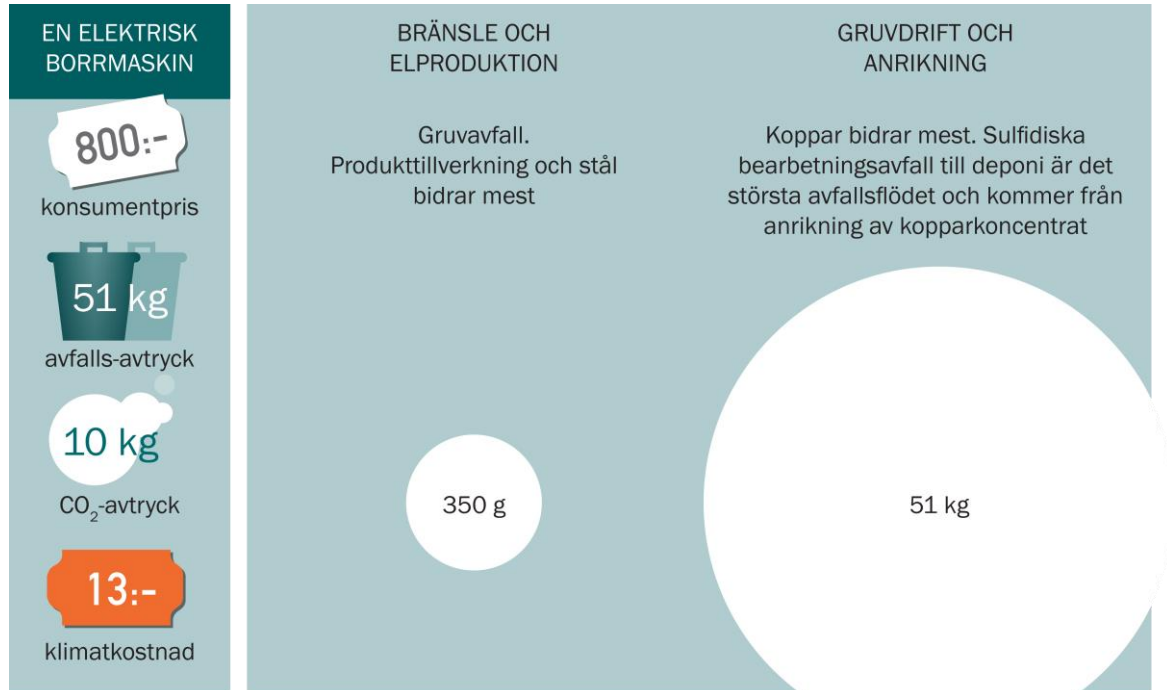 EN ELEKTRISK
BORRMASKIN
800:-
konsumentpris
51 kg
avfalls-avtryck
10 kg
CO₂-avtryck
13:-
klimatkostnad
BRÄNSLE OCH
ELPRODUKTION
Gruvavfall.
Produkttillverkning och stål
bidrar mest
350 g
GRUVDRIFT OCH
ANRIKNING
Koppar bidrar mest. Sulfidiska
bearbetningsavfall till deponi är det
största avfallsflödet och kommer från
anrikning av kopparkoncentrat
51 kg